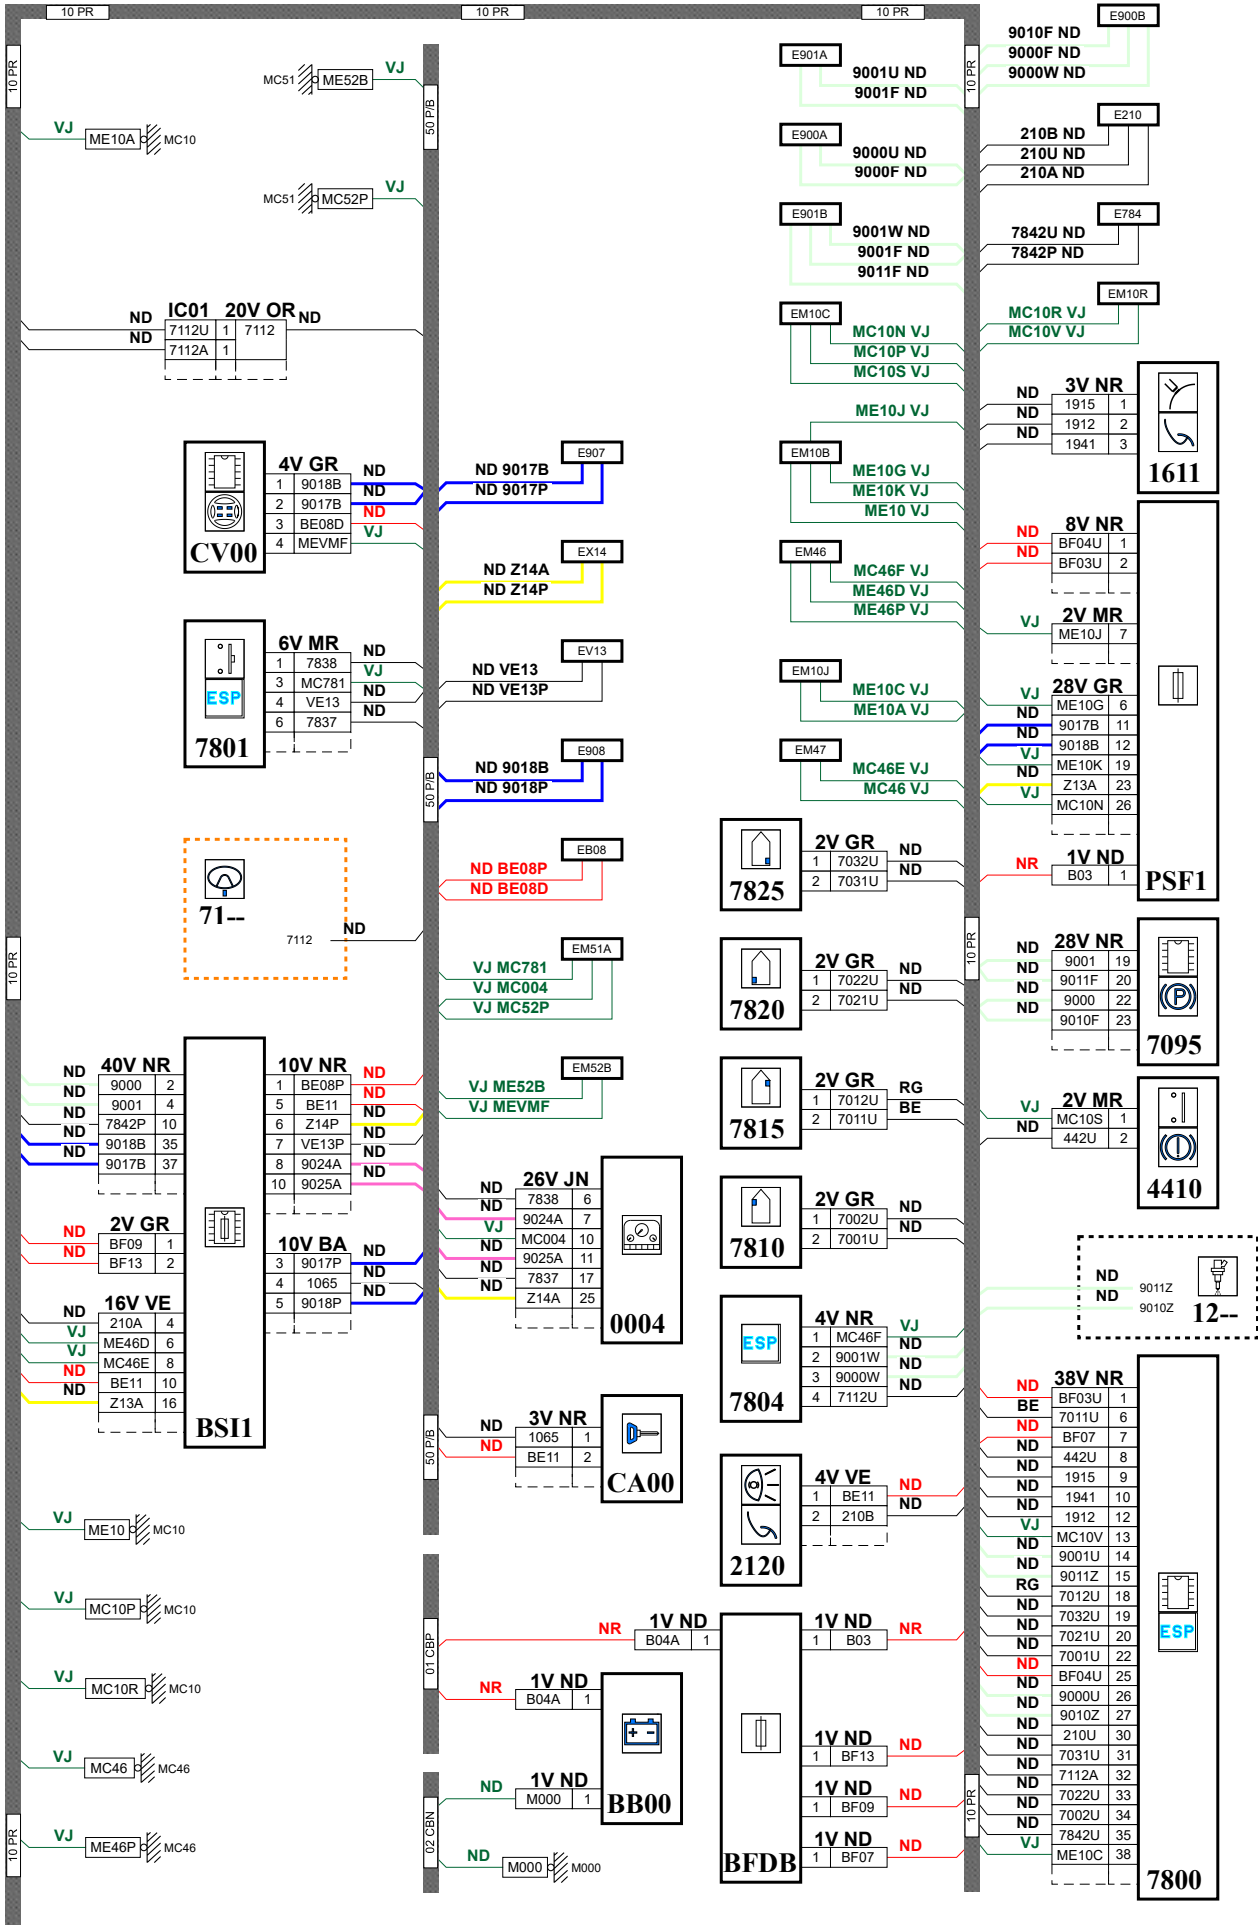 10 PR
10 PR
10 PR
10 PR
VJ ME10A MC10
MC51 ME52B VJ
50 P/B
MC51 MC52P VJ
IC01 20V OR
ND 7112U 1 7112 ND
ND 7112A 1
4V GR
1 9018B ND
2 9017B ND
3 BE08D ND
4 MEVMF VJ
CV00
6V MR
1 7838 ND
3 MC781 VJ
4 VE13 ND
6 7837 ND
ESP
7801
71--
7112 ND
10 PR
40V NR
ND 9000 2
ND 9001 4
ND 7842P 10
ND 9018B 35
ND 9017B 37
2V GR
ND BF09 1
ND BF13 2
16V VE
ND 210A 4
VJ ME46D 6
VJ MC46E 8
ND BE11 10
ND Z13A 16
BSI1
10V NR
1 BE08P ND
5 BE11 ND
6 Z14P ND
7 VE13P ND
8 9024A ND
10 9025A ND
10V BA
3 9017P ND
4 1065 ND
5 9018P ND
VJ ME10 MC10
VJ MC10P MC10
VJ MC10R MC10
VJ MC46 MC46
VJ ME46P MC46
10 PR
E907
ND 9017B
ND 9017P
EX14
ND Z14A
ND Z14P
EV13
ND VE13
ND VE13P
50 P/B
E908
ND 9018B
ND 9018P
EB08
ND BE08P
ND BE08D
EM51A
VJ MC781
VJ MC004
VJ MC52P
EM52B
VJ ME52B
VJ MEVMF
26V JN
ND 7838 6
ND 9024A 7
VJ MC004 10
ND 9025A 11
ND 7837 17
ND Z14A 25
0004
50 P/B
3V NR
ND 1065 1
ND BE11 2
CA00
01 CBP
1V ND
NR B04A 1
1V ND
NR B04A 1
1V ND
ND M000 1
+ -
BB00
02 CBN
ND M000 M000
E901A
9001U ND
9001F ND
E900A
9000U ND
9000F ND
E901B
9001W ND
9001F ND
9011F ND
EM10C
MC10N VJ
MC10P VJ
MC10S VJ
ME10J VJ
EM10B
ME10G VJ
ME10K VJ
ME10 VJ
EM46
MC46F VJ
ME46D VJ
ME46P VJ
EM10J
ME10C VJ
ME10A VJ
EM47
MC46E VJ
MC46 VJ
2V GR
1 7032U ND
2 7031U ND
7825
2V GR
1 7022U ND
2 7021U ND
7820
2V GR
1 7012U RG
2 7011U BE
7815
2V GR
1 7002U ND
2 7001U ND
7810
4V NR
1 MC46F VJ
2 9001W ND
3 9000W ND
4 7112U ND
ESP
7804
4V VE
1 BE11 ND
2 210B ND
2120
1V ND
1 B03 NR
1V ND
1 BF13 ND
1V ND
1 BF09 ND
1V ND
1 BF07 ND
BFDB
10 PR
E900B
9010F ND
9000F ND
9000W ND
E210
210B ND
210U ND
210A ND
E784
7842U ND
7842P ND
EM10R
MC10R VJ
MC10V VJ
3V NR
ND 1915 1
ND 1912 2
ND 1941 3
1611
8V NR
ND BF04U 1
ND BF03U 2
2V MR
VJ ME10J 7
28V GR
VJ ME10G 6
ND 9017B 11
ND 9018B 12
VJ ME10K 19
ND Z13A 23
VJ MC10N 26
1V ND
NR B03 1
PSF1
10 PR
28V NR
ND 9001 19
ND 9011F 20
ND 9000 22
ND 9010F 23
P
7095
2V MR
VJ MC10S 1
ND 442U 2
4410
ND 9011Z
ND 9010Z
12--
38V NR
ND BF03U 1
BE 7011U 6
ND BF07 7
ND 442U 8
ND 1915 9
ND 1941 10
ND 1912 12
VJ MC10V 13
ND 9001U 14
ND 9011Z 15
RG 7012U 18
ND 7032U 19
ND 7021U 20
ND 7001U 22
ND BF04U 25
ND 9000U 26
ND 9010Z 27
ND 210U 30
ND 7031U 31
ND 7112A 32
ND 7022U 33
ND 7002U 34
ND 7842U 35
VJ ME10C 38
ESP
7800
10 PR